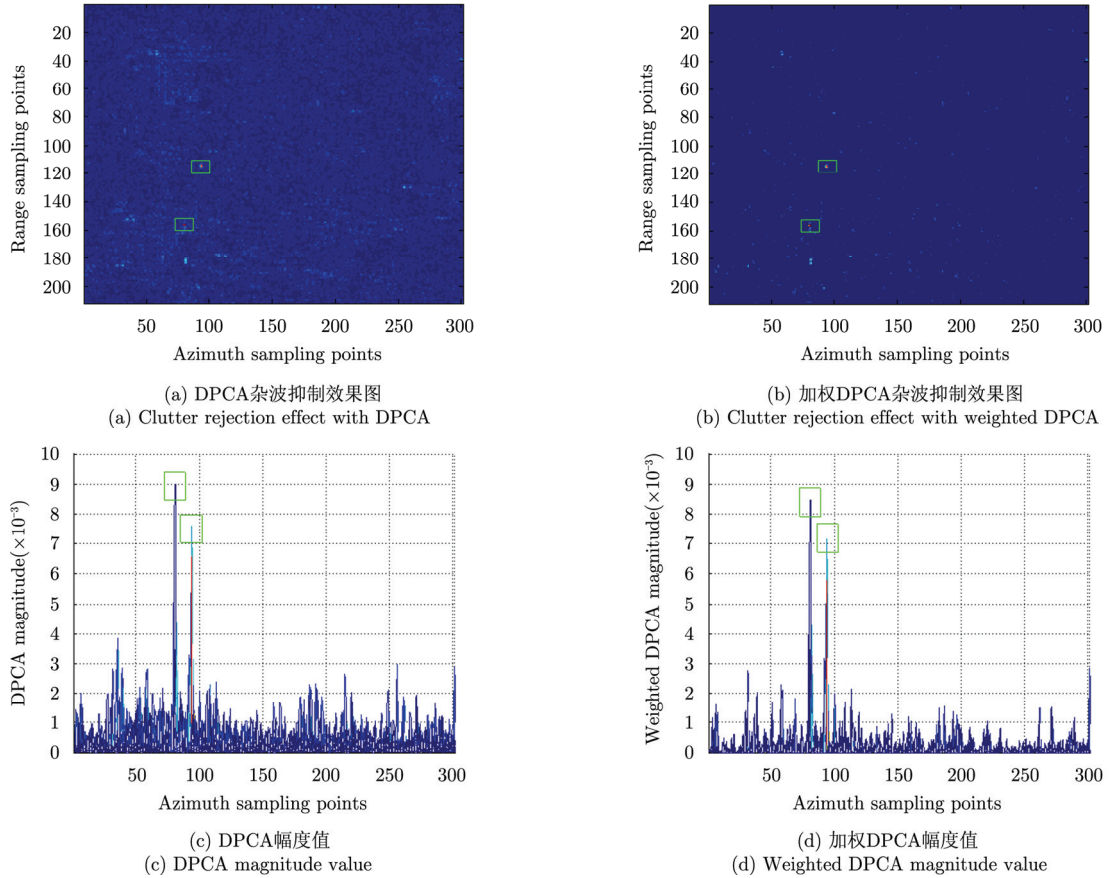 20
40
60
80
100
120
140
160
180
200
Range sampling points
50 100 150 200 250 300
Azimuth sampling points
(a) DPCA杂波抑制效果图
(a) Clutter rejection effect with DPCA
20
40
60
80
100
120
140
160
180
200
Range sampling points
50 100 150 200 250 300
Azimuth sampling points
(b) 加权DPCA杂波抑制效果图
(b) Clutter rejection effect with weighted DPCA
10
9
8
7
6
5
4
3
2
1
0
DPCA magnitude(×10⁻³)
50 100 150 200 250 300
Azimuth sampling points
(c) DPCA幅度值
(c) DPCA magnitude value
10
9
8
7
6
5
4
3
2
1
0
Weighted DPCA magnitude(×10⁻³)
50 100 150 200 250 300
Azimuth sampling points
(d) 加权DPCA幅度值
(d) Weighted DPCA magnitude value